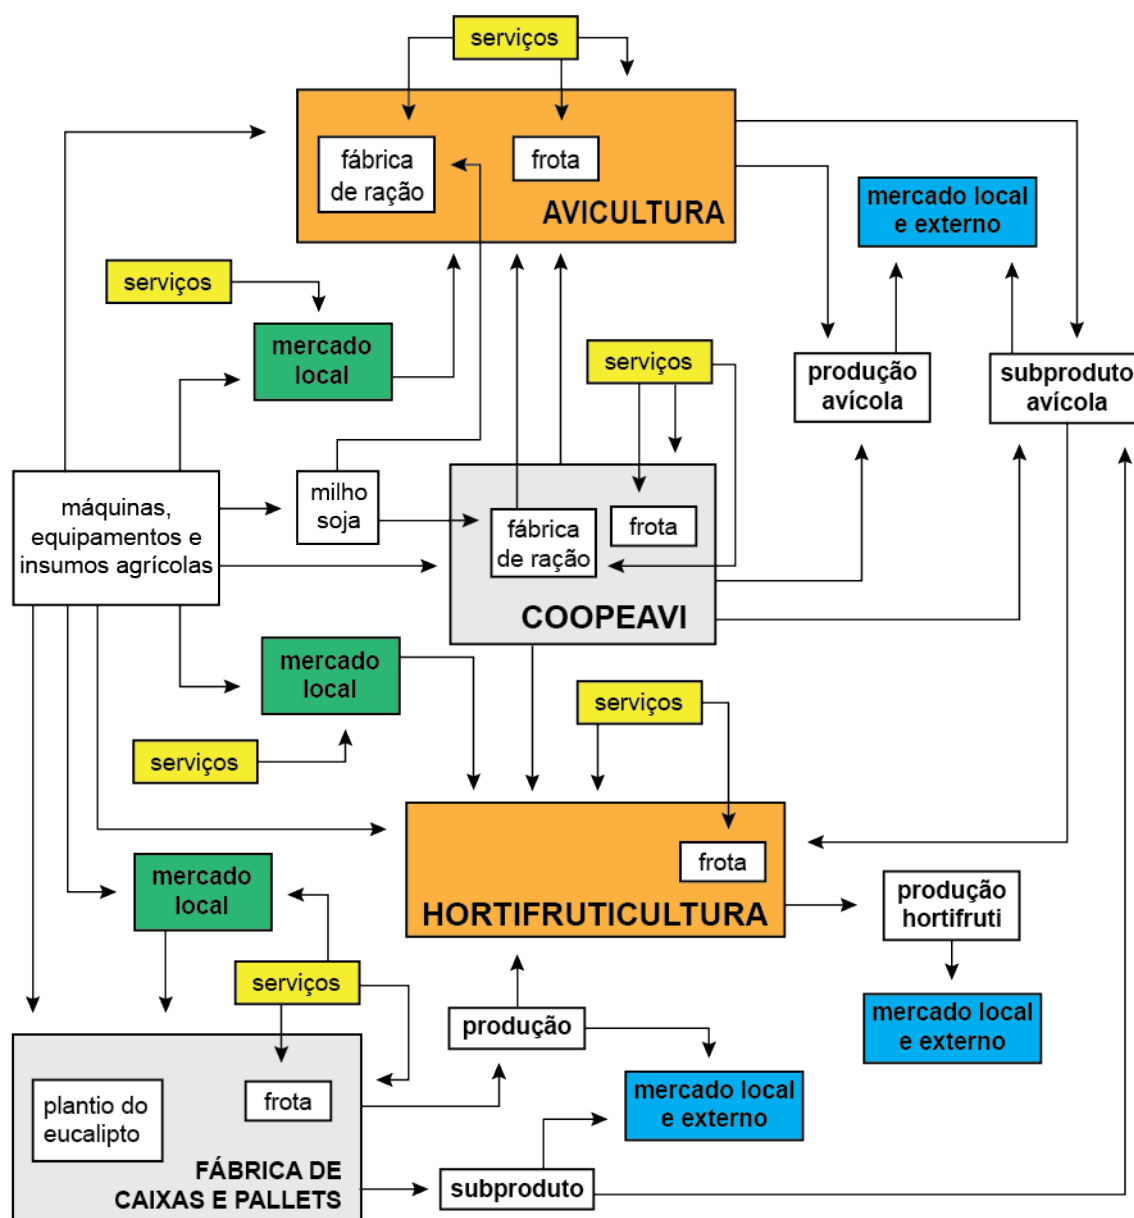 serviços
fábrica
de ração
frota
AVICULTURA
mercado local
e externo
serviços
mercado
local
serviços
produção
avícola
subproduto
avícola
máquinas,
equipamentos e
insumos agrícolas
milho
soja
fábrica
de ração
frota
COOPEAVI
mercado
local
serviços
serviços
frota
HORTIFRUTICULTURA
mercado
local
produção
hortifruti
serviços
produção
mercado local
e externo
plantio do
eucalipto
frota
mercado local
e externo
FÁBRICA DE
CAIXAS E PALLETS
subproduto